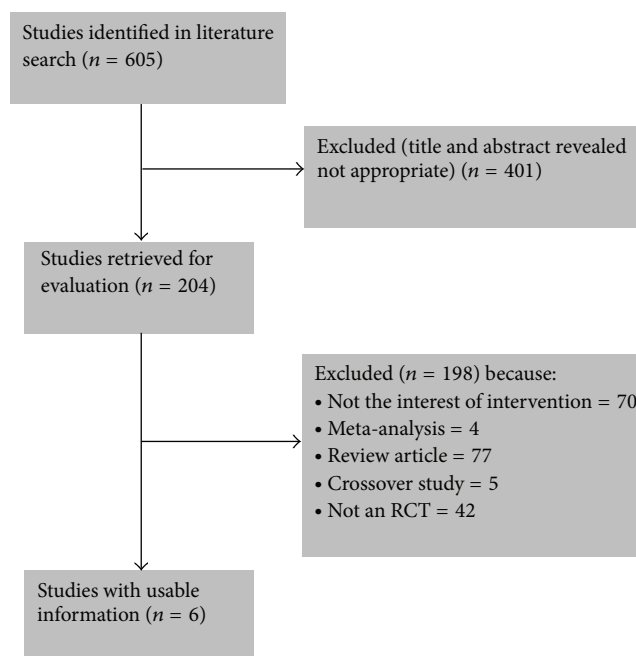 Studies identified in literature
search (n = 605)
Excluded (title and abstract revealed
not appropriate) (n = 401)
Studies retrieved for
evaluation (n = 204)
Excluded (n = 198) because:
• Not the interest of intervention = 70
• Meta-analysis = 4
• Review article = 77
• Crossover study = 5
• Not an RCT = 42
Studies with usable
information (n = 6)